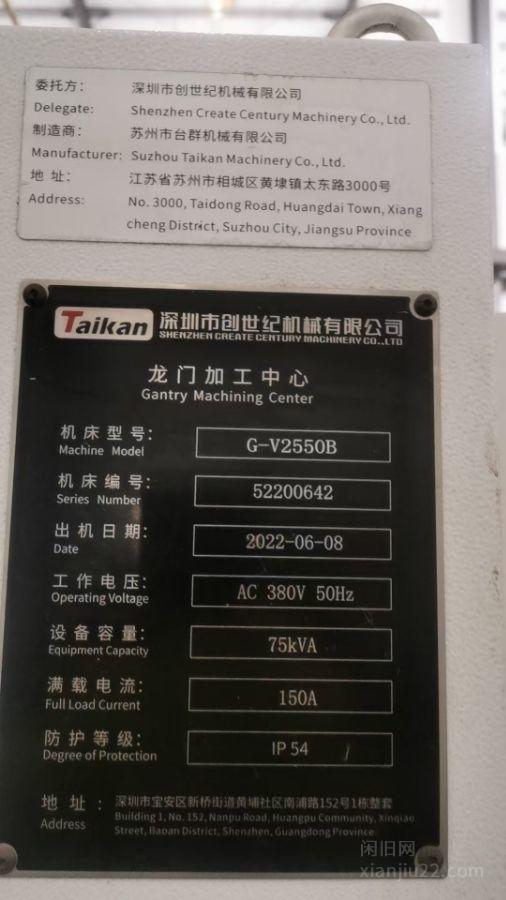 委托方： 深圳市创世纪机械有限公司
Delegate: Shenzhen Create Century Machinery Co., Ltd.
制造商： 苏州市台群机械有限公司
Manufacturer: Suzhou Taikan Machinery Co., Ltd.
地 址： 江苏省苏州市相城区黄埭镇太东路3000号
Address: No. 3000, Taidong Road, Huangdai Town, Xiang
cheng District, Suzhou City, Jiangsu Province
Taikan 深圳市创世纪机械有限公司
SHENZHEN CREATE CENTURY MACHINERY CO.,LTD
龙门加工中心
Gantry Machining Center
机床型号： G-V2550B
Machine Model
机床编号： 52200642
Series Number
出机日期： 2022-06-08
Date
工作电压： AC 380V 50Hz
Operating Voltage
设备容量： 75kVA
Equipment Capacity
满载电流： 150A
Full Load Current
防护等级： IP 54
Degree of Protection
地 址： 深圳市宝安区新桥街道黄埔社区南浦路152号1栋整套
Address Building 1, No. 152, Nanpu Road, Huangpu Community, Xinqiao
Street, Baoan District, Shenzhen, Guangdong Province
闲旧网
xianjiu22.com